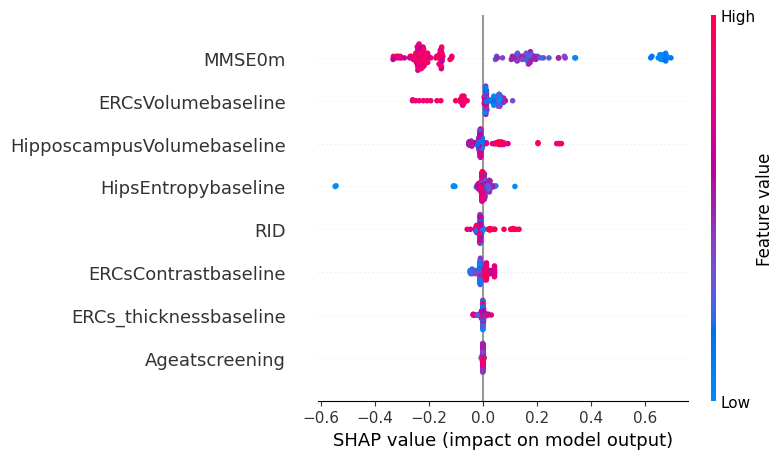 High
MMSE0m
ERCsVolumebaseline
HipposcampusVolumebaseline
HipsEntropybaseline
RID
ERCsContrastbaseline
ERCs_thicknessbaseline
Ageatscreening
Feature value
Low
−0.6 −0.4 −0.2 0.0 0.2 0.4 0.6
SHAP value (impact on model output)